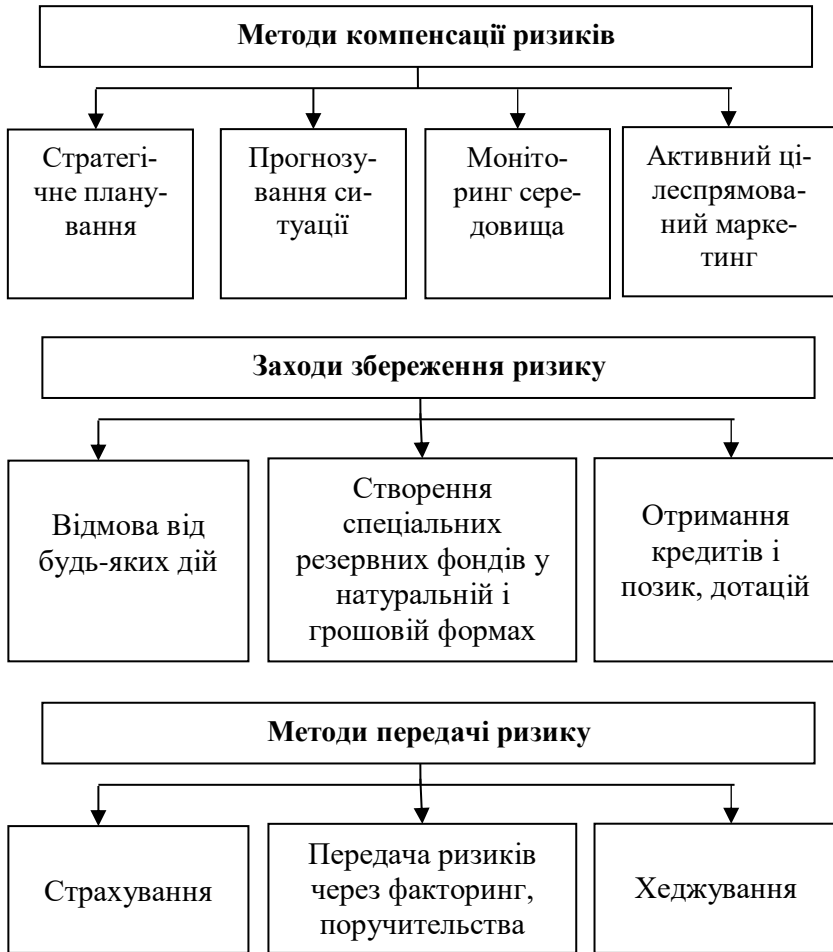 Методи компенсації ризиків
Стратегі-
чне плану-
вання
Прогнозу-
вання си-
туації
Моніто-
ринг сере-
довища
Активний ці-
леспрямова-
ний марке-
тинг
Заходи збереження ризику
Відмова від
будь-яких дій
Створення
спеціальних
резервних фондів у
натуральній і
грошовій формах
Отримання
кредитів і
позик, дотацій
Методи передачі ризику
Страхування
Передача ризиків
через факторинг,
поручительства
Хеджування